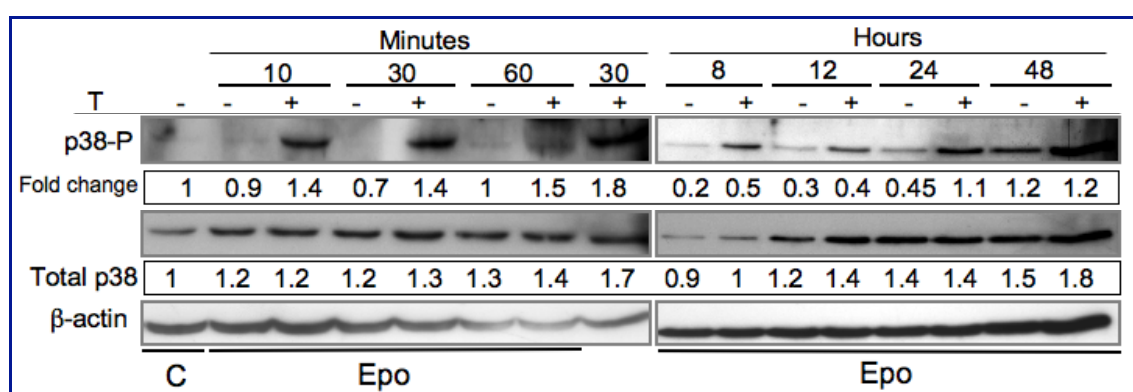 Minutes Hours
10 30 60 30 8 12 24 48
T - - + - + - + + - + - + - + - +
p38-P
Fold change 1 0.9 1.4 0.7 1.4 1 1.5 1.8 0.2 0.5 0.3 0.4 0.45 1.1 1.2 1.2
Total p38 1 1.2 1.2 1.2 1.3 1.3 1.4 1.7 0.9 1 1.2 1.4 1.4 1.4 1.5 1.8
β-actin
C Epo Epo